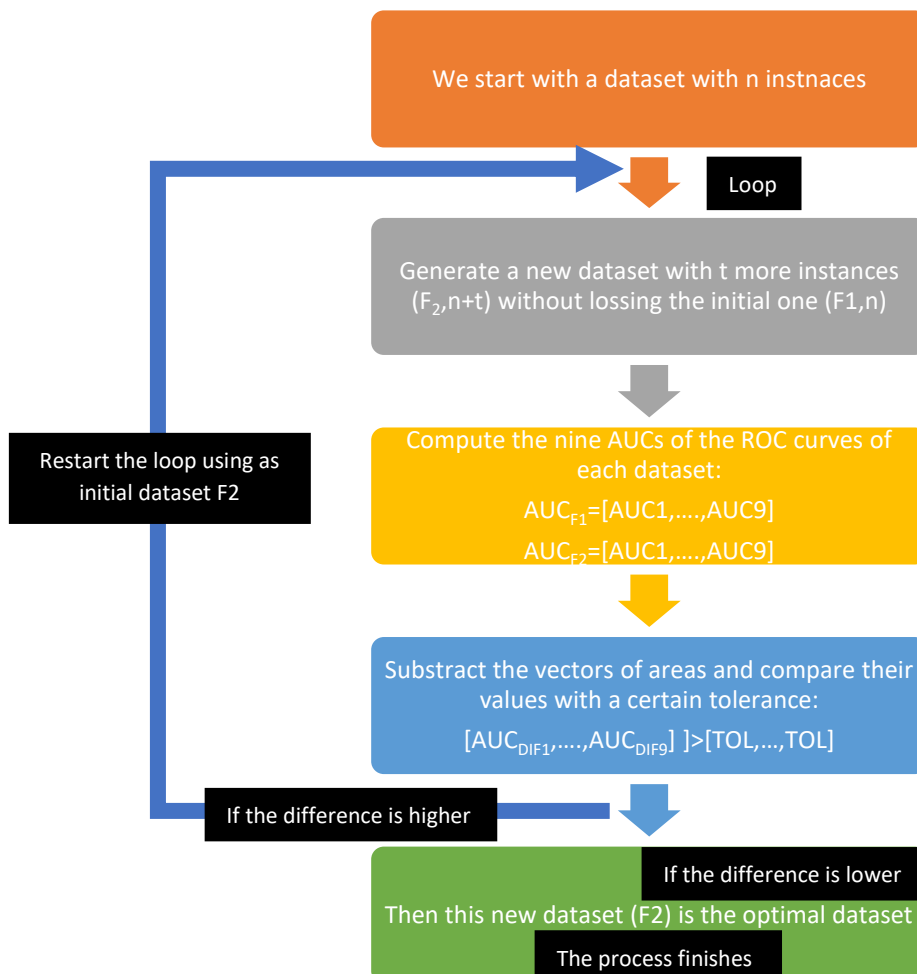 We start with a dataset with n instnaces
Loop
Generate a new dataset with t more instances
(F2,n+t) without lossing the initial one (F1,n)
Compute the nine AUCs of the ROC curves of
each dataset:
AUCF1=[AUC1,....,AUC9]
AUCF2=[AUC1,....,AUC9]
Restart the loop using as
initial dataset F2
Substract the vectors of areas and compare their
values with a certain tolerance:
[AUCDIF1,....,AUCDIF9] ]>[TOL,...,TOL]
If the difference is higher
If the difference is lower
Then this new dataset (F2) is the optimal dataset
The process finishes